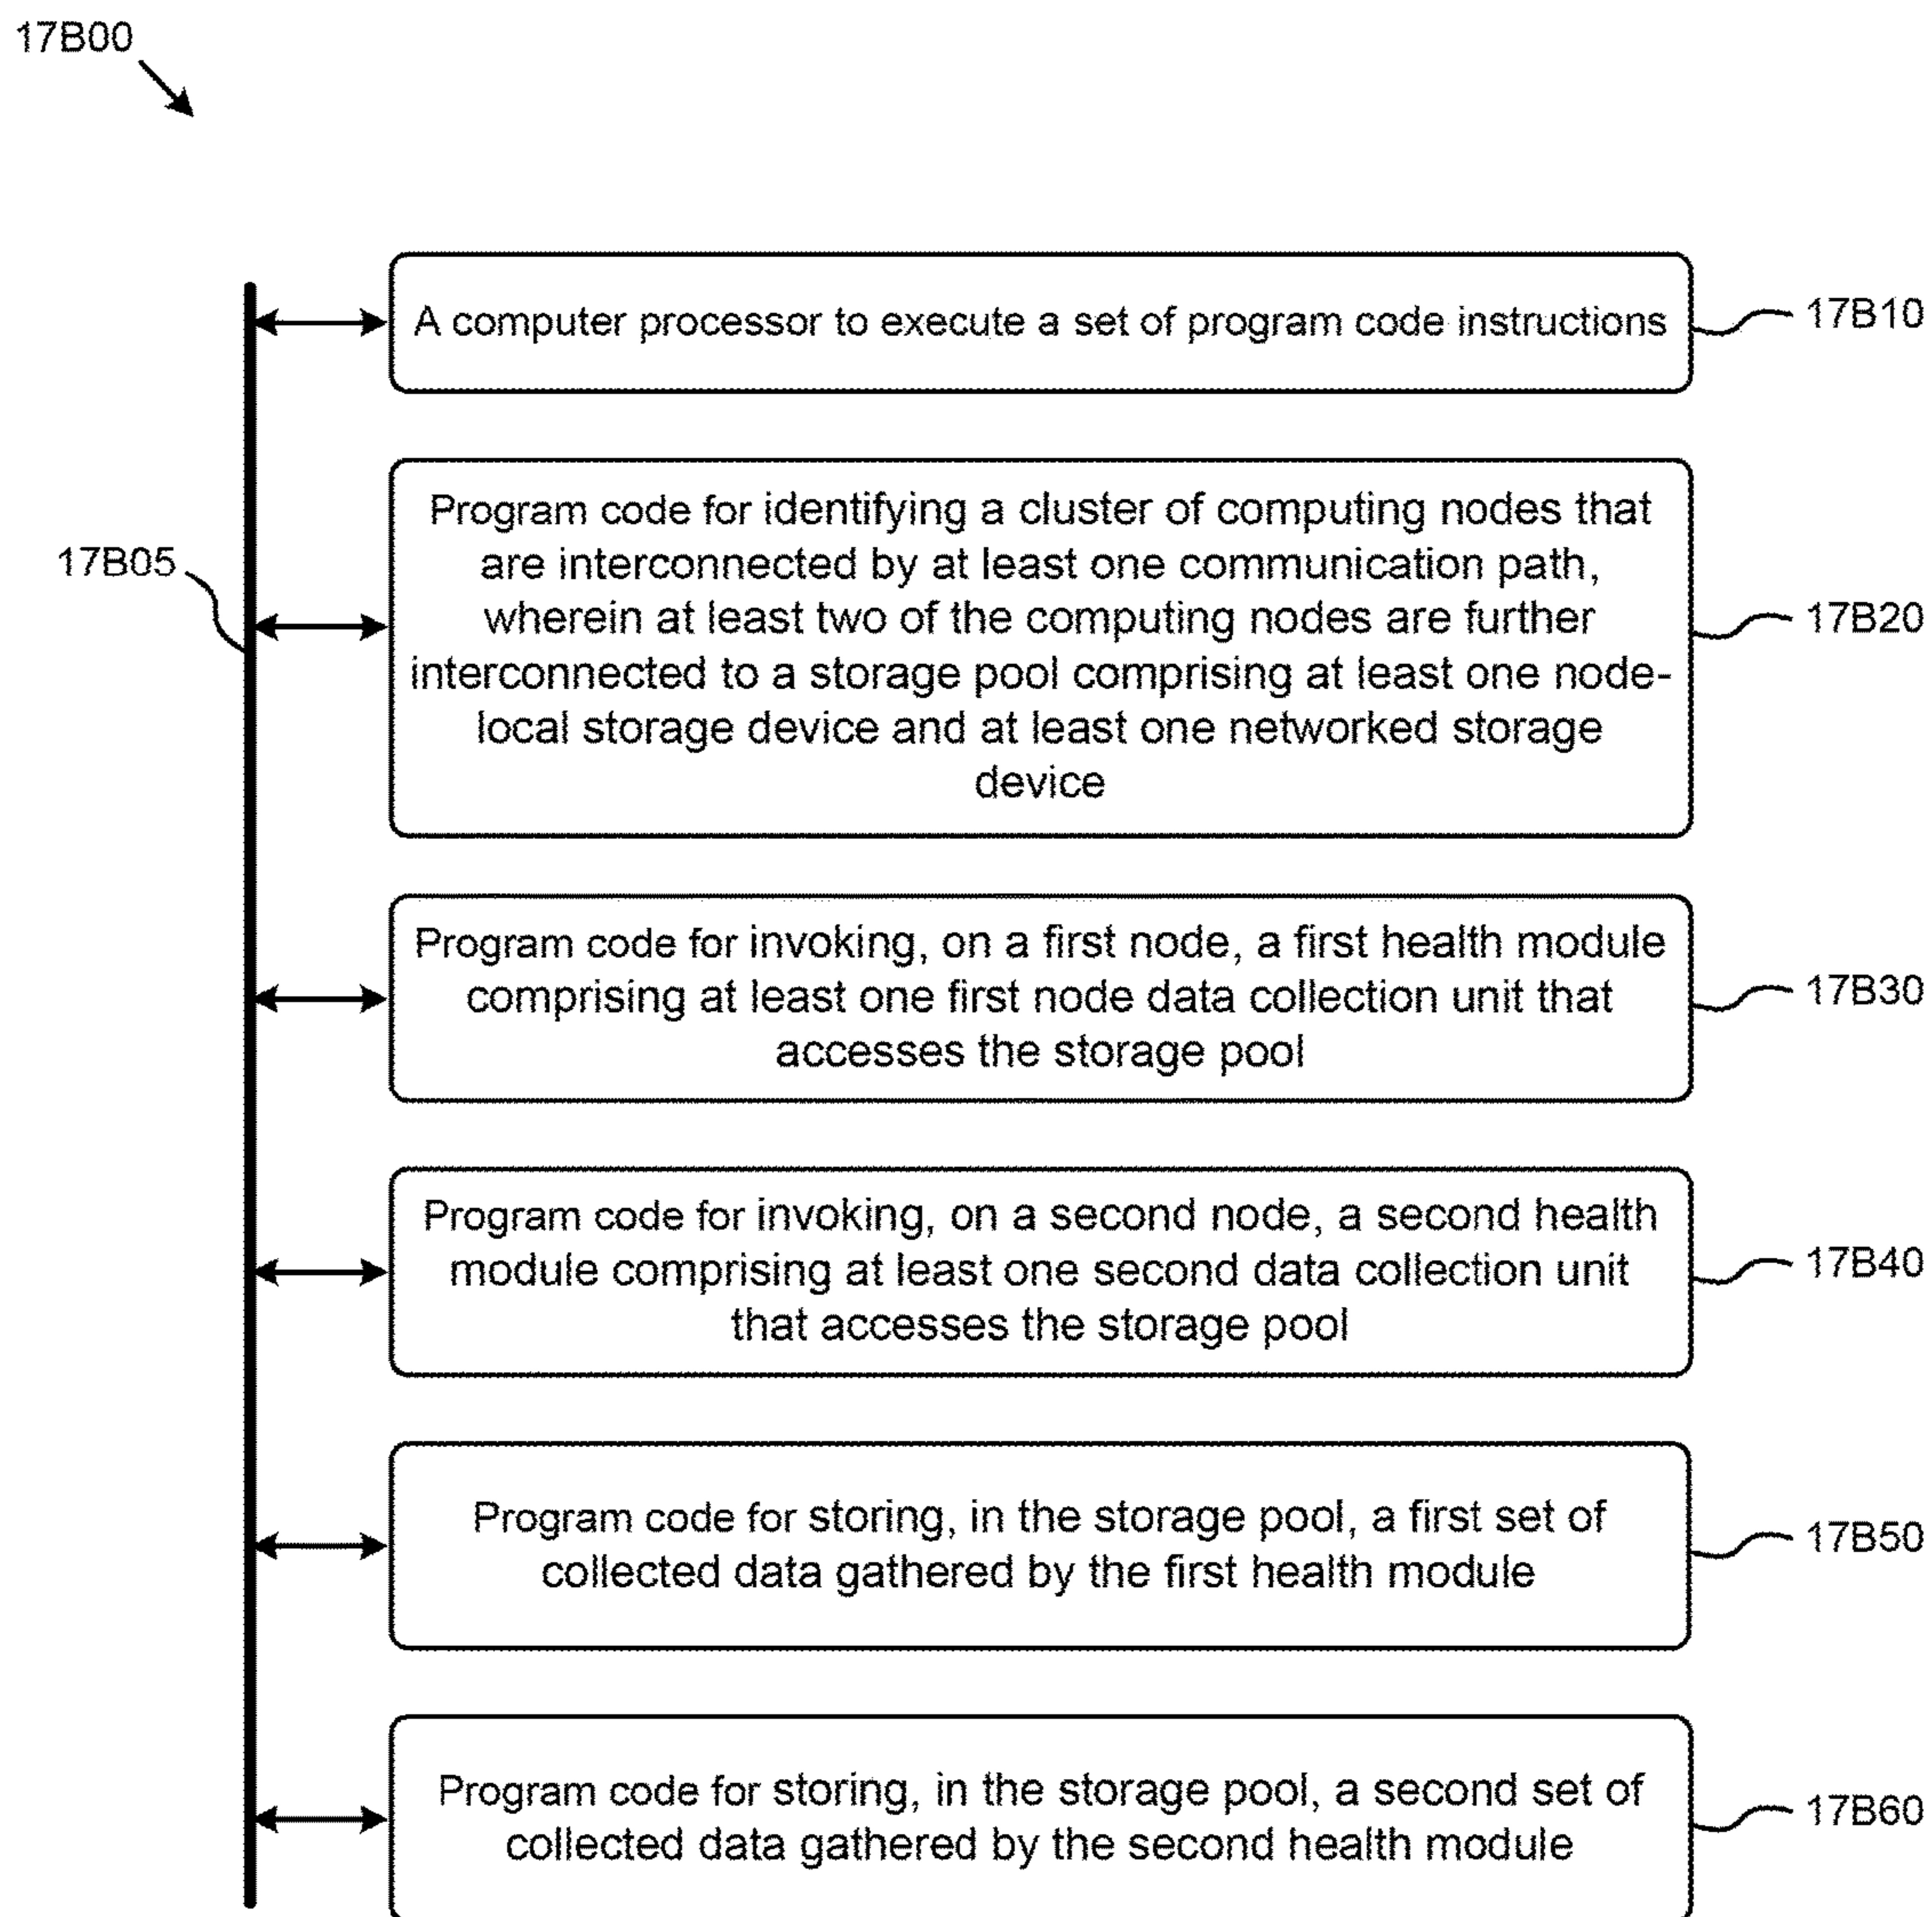 17B00
A computer processor to execute a set of program code instructions
17B10
Program code for identifying a cluster of computing nodes that
are interconnected by at least one communication path,
wherein at least two of the computing nodes are further
interconnected to a storage pool comprising at least one node-
local storage device and at least one networked storage
device
17B05
17B20
Program code for invoking, on a first node, a first health module
comprising at least one first node data collection unit that
accesses the storage pool
17B30
Program code for invoking, on a second node, a second health
module comprising at least one second data collection unit
that accesses the storage pool
17B40
Program code for storing, in the storage pool, a first set of
collected data gathered by the first health module
17B50
Program code for storing, in the storage pool, a second set of
collected data gathered by the second health module
17B60